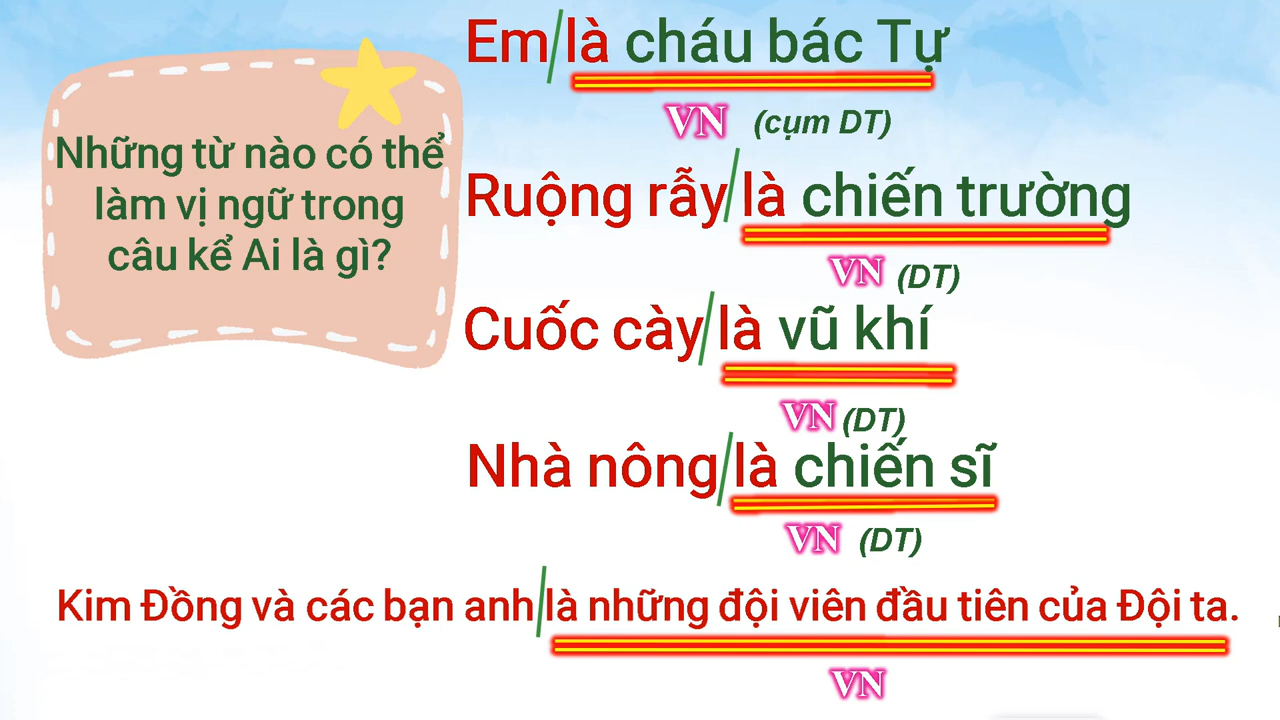 Những từ nào có thể
làm vị ngữ trong
câu kể Ai là gì?
Em/là cháu bác Tự
VN (cụm DT)
Ruộng rẫy/là chiến trường
VN (DT)
Cuốc cày/là vũ khí
VN (DT)
Nhà nông/là chiến sĩ
VN (DT)
Kim Đồng và các bạn anh/là những đội viên đầu tiên của Đội ta.
VN